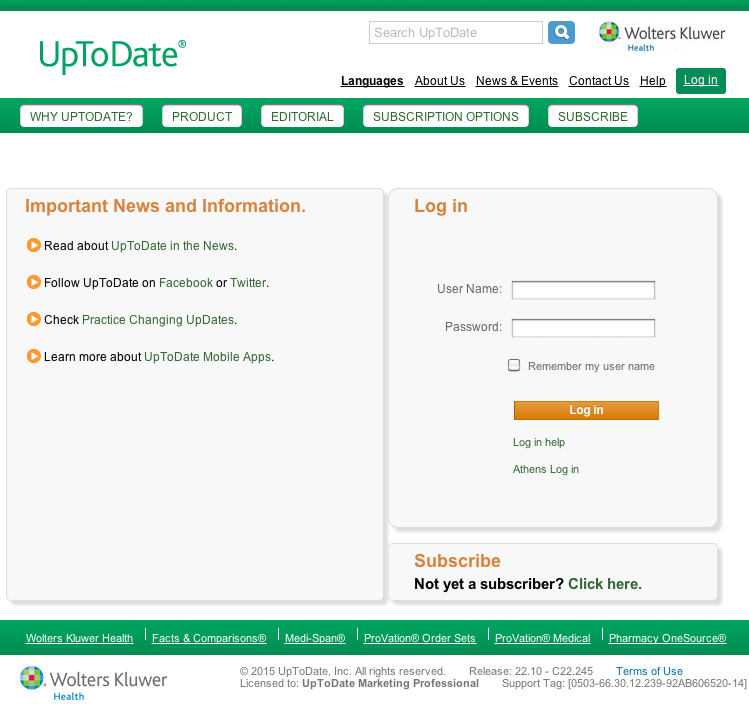 UpToDate®
Search UpToDate
Wolters Kluwer
Health
Languages About Us News & Events Contact Us Help Log in
WHY UPTODATE? PRODUCT EDITORIAL SUBSCRIPTION OPTIONS SUBSCRIBE
Important News and Information.
Read about UpToDate in the News.
Follow UpToDate on Facebook or Twitter.
Check Practice Changing UpDates.
Learn more about UpToDate Mobile Apps.
Log in
User Name:
Password:
Remember my user name
Log in
Log in help
Athens Log in
Subscribe
Not yet a subscriber? Click here.
Wolters Kluwer Health Facts & Comparisons® Medi-Span® ProVation® Order Sets ProVation® Medical Pharmacy OneSource®
Wolters Kluwer
Health
© 2015 UpToDate, Inc. All rights reserved. Release: 22.10 - C22.245 Terms of Use
Licensed to: UpToDate Marketing Professional Support Tag: [0503-66.30.12.239-92AB606520-14]